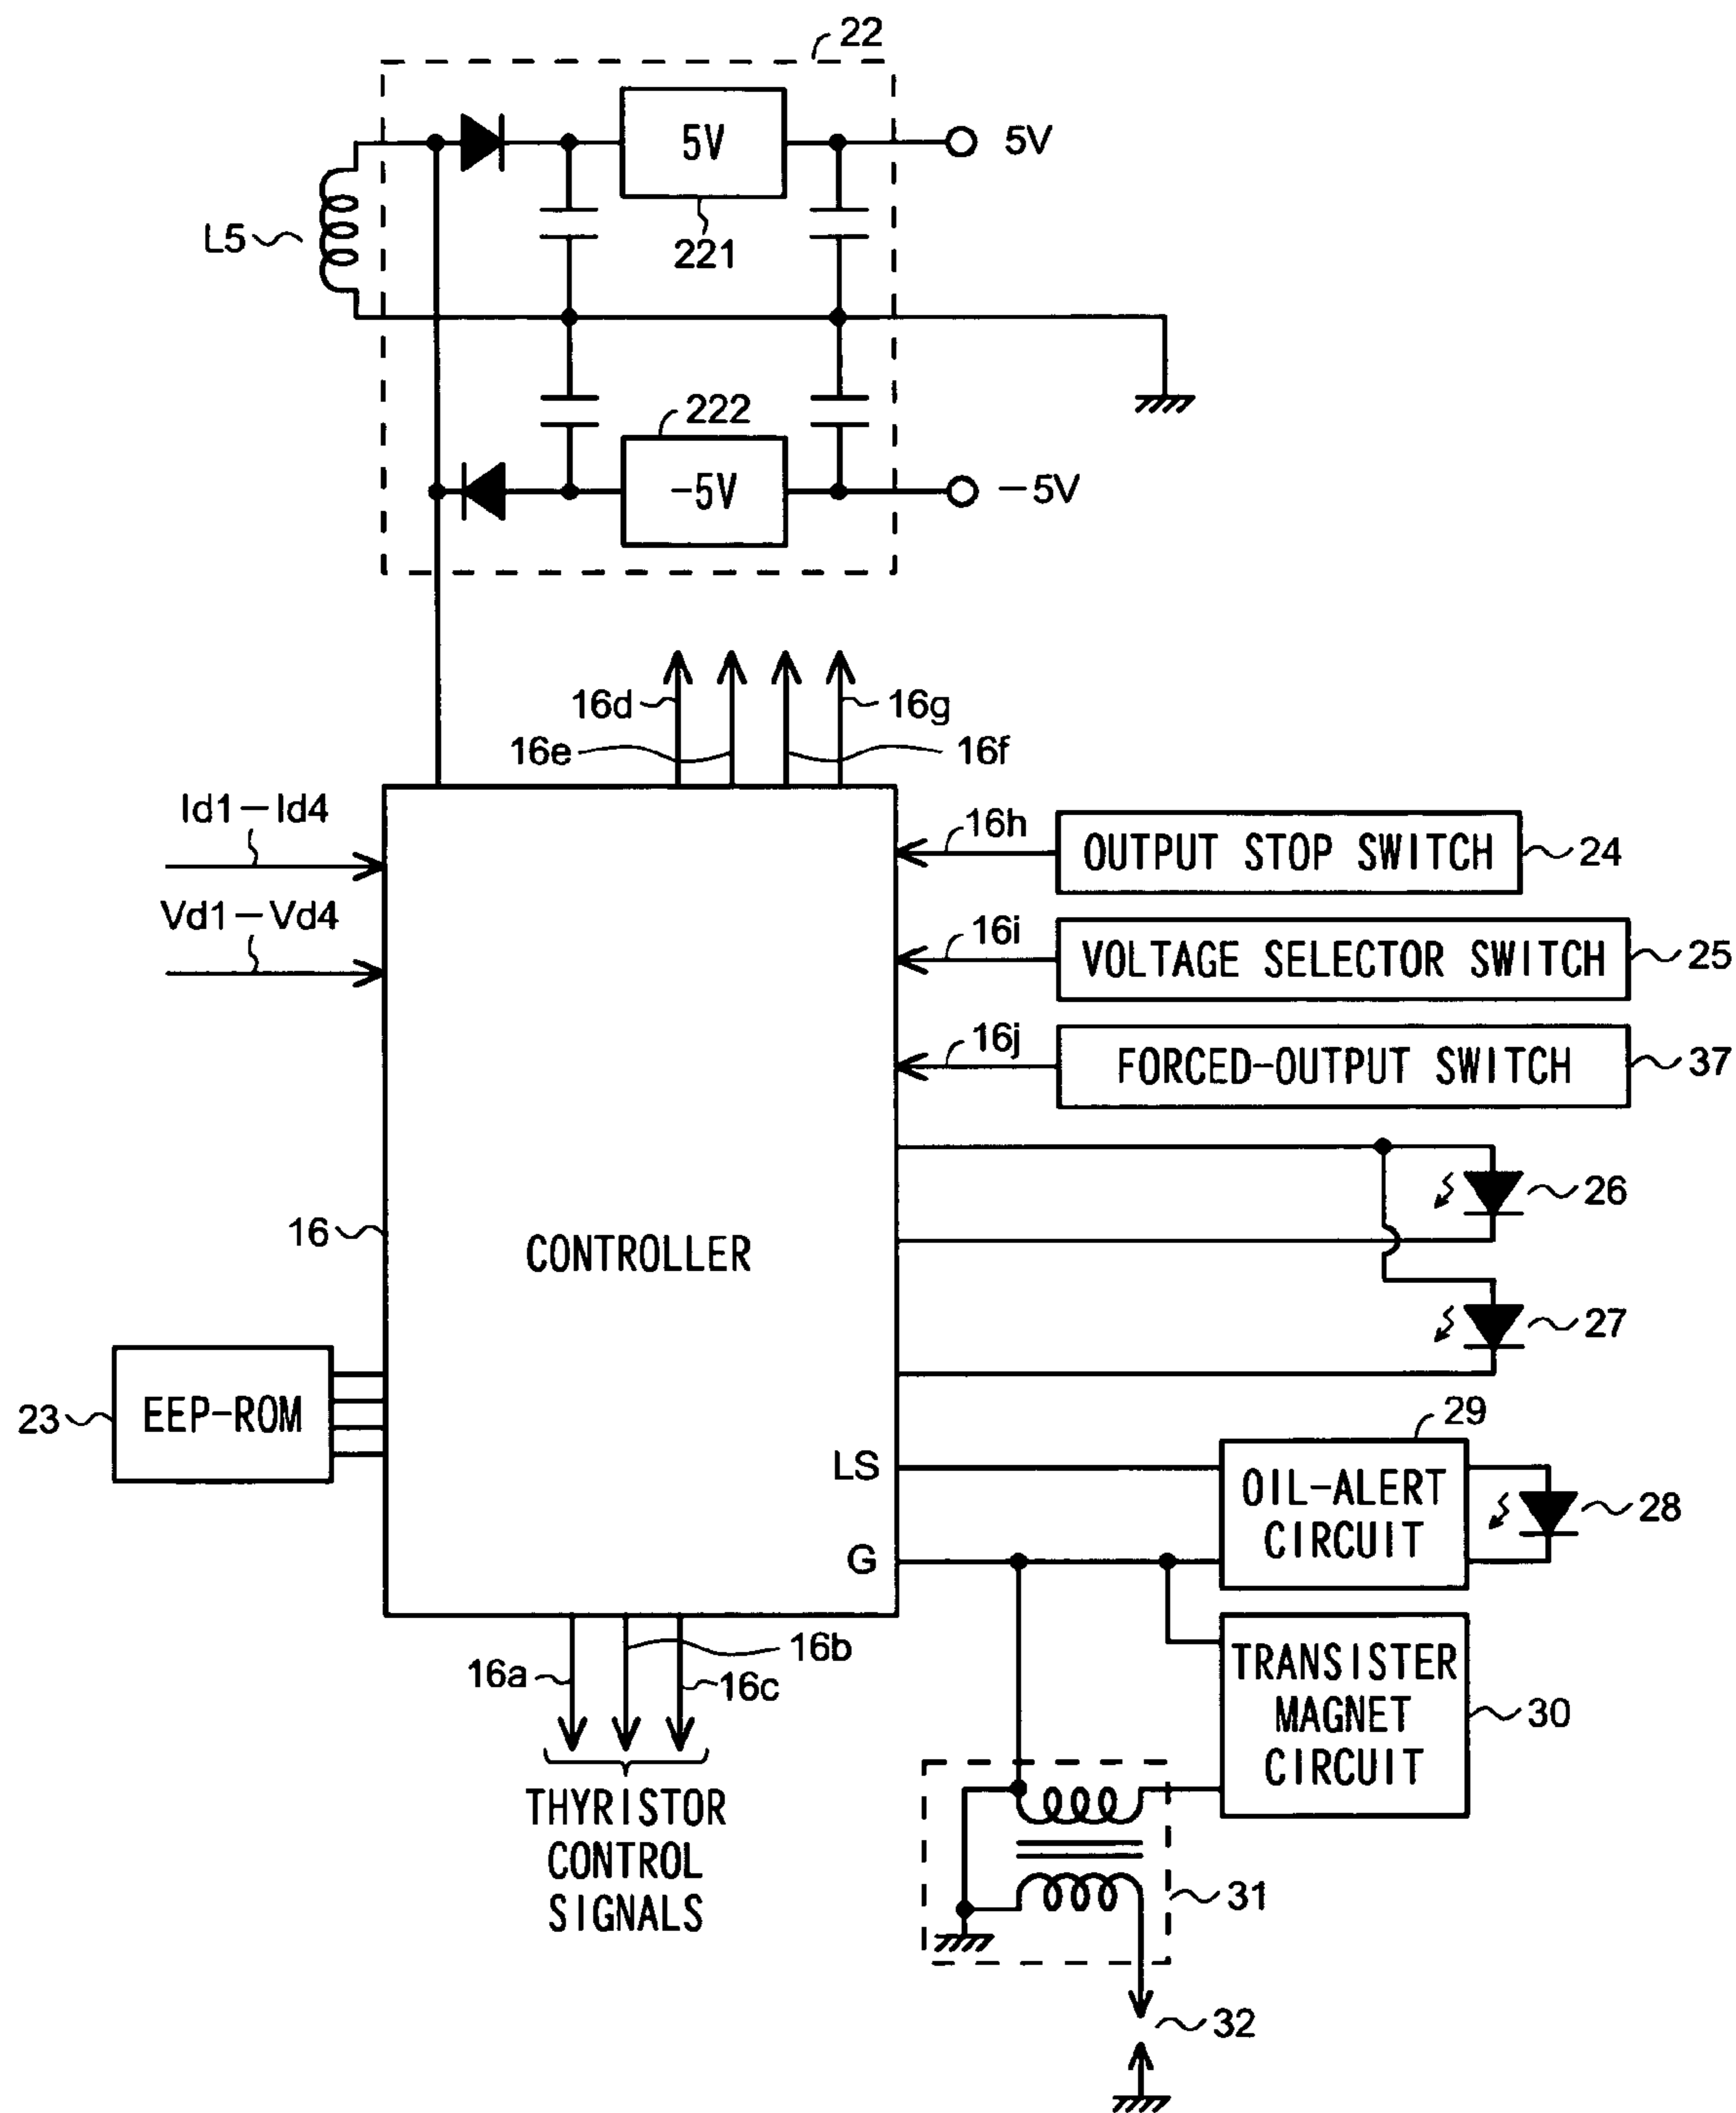 22
5V
5V
221
L5
222
-5V
-5V
16d
16g
16e
16f
Id1-Id4
16h
OUTPUT STOP SWITCH
24
Vd1-Vd4
16i
VOLTAGE SELECTOR SWITCH
25
16j
FORCED-OUTPUT SWITCH
37
26
16
CONTROLLER
27
23
EEP-ROM
29
LS
OIL-ALERT
CIRCUIT
28
G
16a
16b
16c
TRANSISTER
MAGNET
CIRCUIT
30
THYRISTOR
CONTROL
SIGNALS
31
32